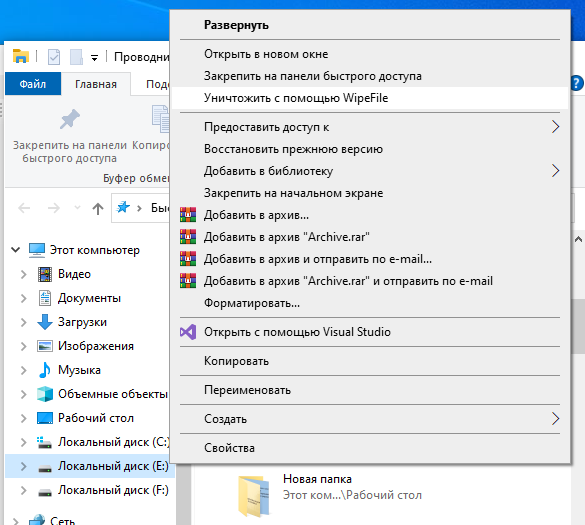 Развернуть
Открыть в новом окне
Закрепить на панели быстрого доступа
Уничтожить с помощью WipeFile
Предоставить доступ к
Восстановить прежнюю версию
Добавить в библиотеку
Закрепить на начальном экране
Добавить в архив...
Добавить в архив "Archive.rar"
Добавить в архив и отправить по e-mail...
Добавить в архив "Archive.rar" и отправить по e-mail
Форматировать...
Открыть с помощью Visual Studio
Копировать
Переименовать
Создать
Свойства
Проводни
Файл
Главная
Под
Закрепить на панели
быстрого доступа
Копиро
Буфер обмен
Быс
Этот компьютер
Видео
Документы
Загрузки
Изображения
Музыка
Объемные объекты
Рабочий стол
Локальный диск (C:)
Локальный диск (E:)
Локальный диск (F:)
Сеть
Новая папка
Этот ком...\Рабочий стол